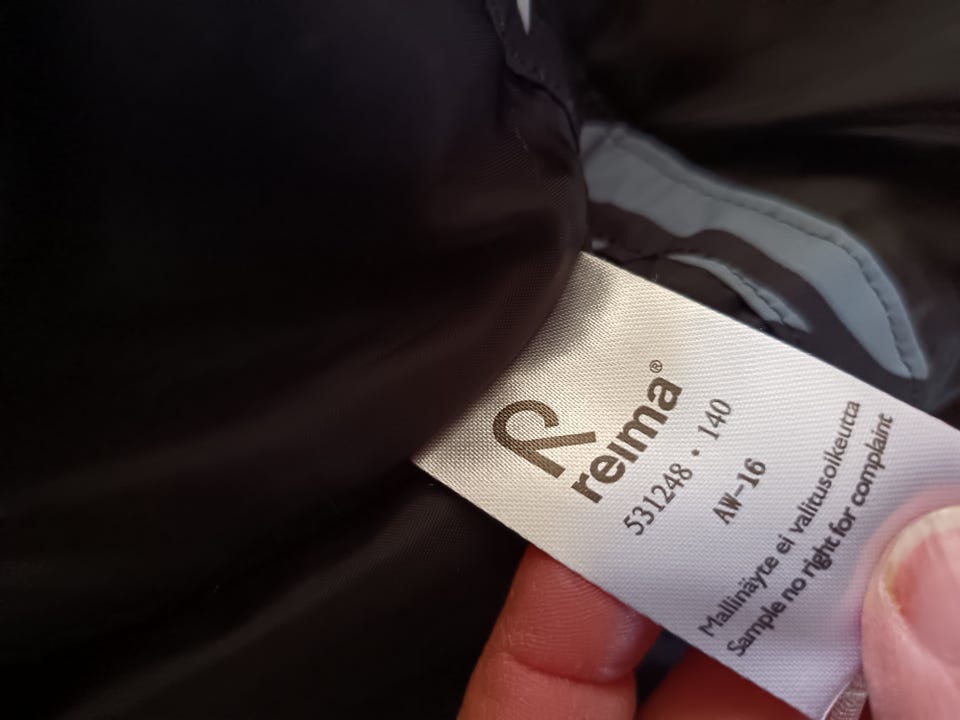 reima®
531248 · 140
AW-16
Mallinäyte ei valitusoikeutta
Sample no right for complaint